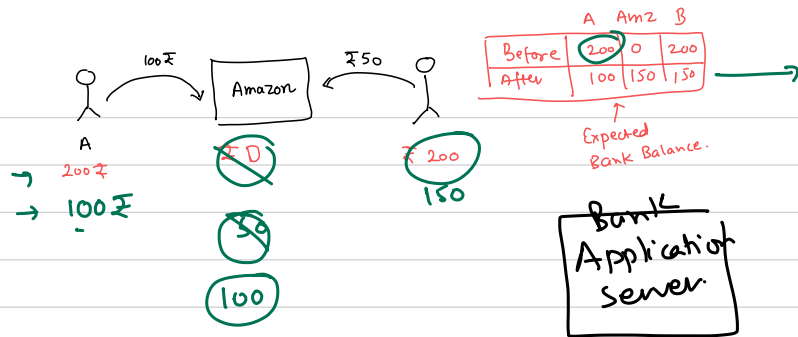 A Amz B
Before 200 0 200
After 100 150 150
Expected
Bank Balance.
100₹
Amazon
₹50
A
200₹
100₹
₹ 0
50
100
₹ 200
150
Bank
Application
server.